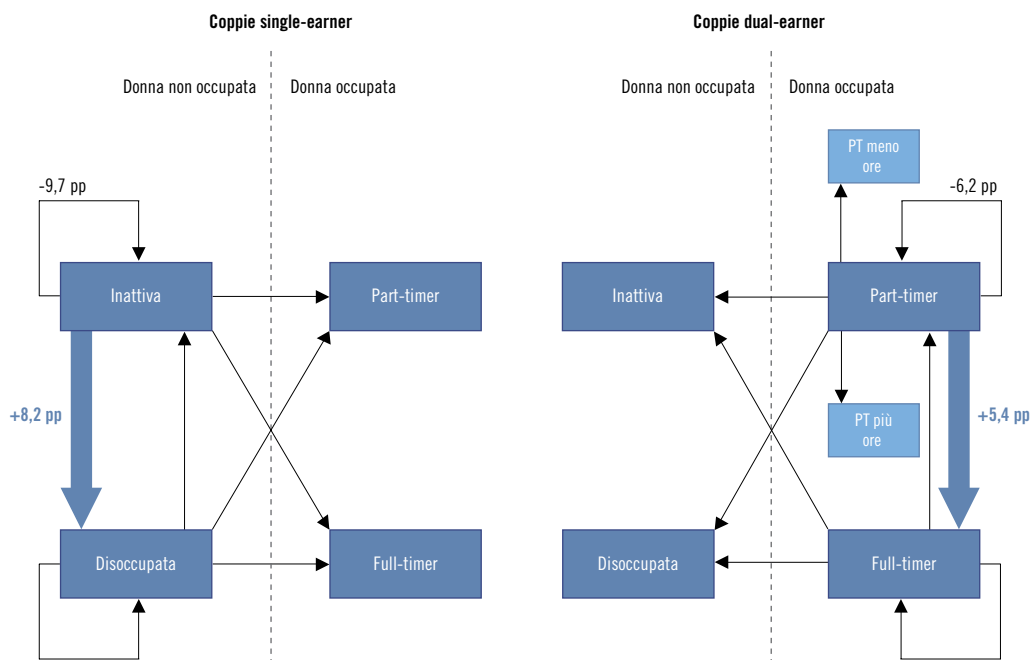 Coppie single-earner
Donna non occupata
Donna occupata
-9,7 pp
Inattiva
Part-timer
+8,2 pp
Disoccupata
Full-timer
Coppie dual-earner
Donna non occupata
Donna occupata
PT meno
ore
-6,2 pp
Inattiva
Part-timer
PT più
ore
+5,4 pp
Disoccupata
Full-timer